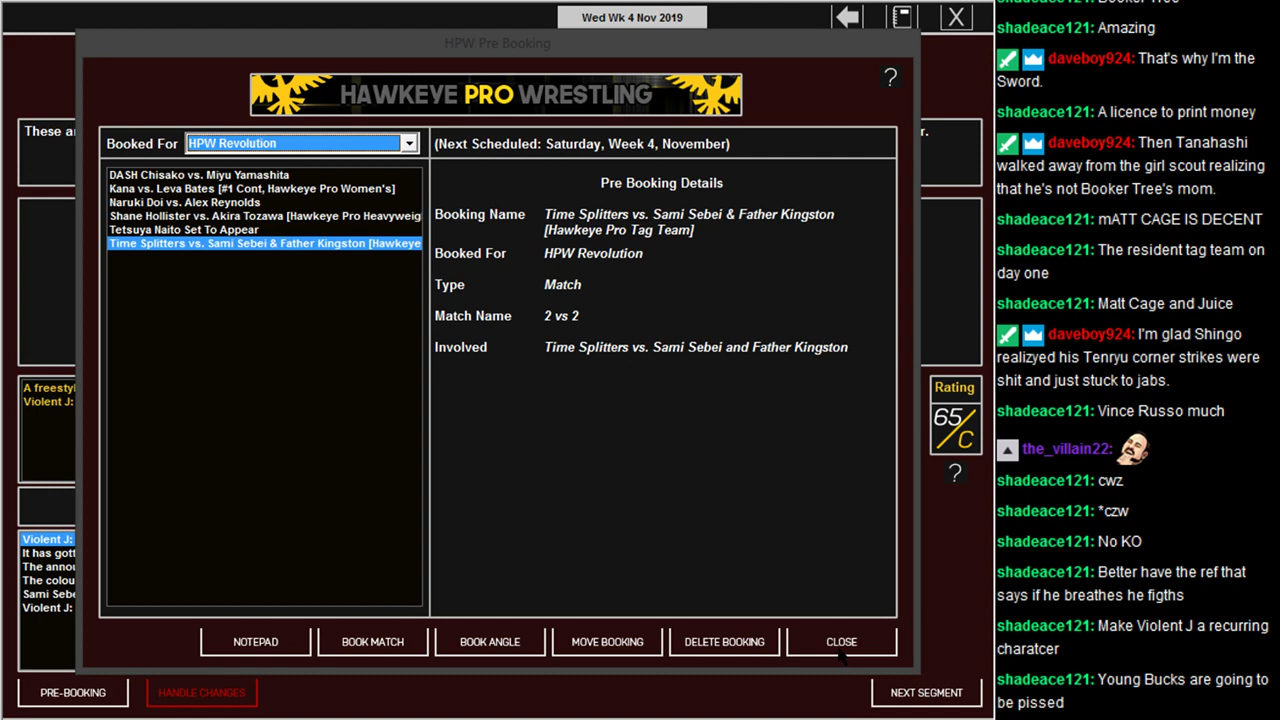 Wed Wk 4 Nov 2019
HPW Pre Booking
HAWKEYE PRO WRESTLING
?
These ar
r.
Booked For HPW Revolution
(Next Scheduled: Saturday, Week 4, November)
DASH Chisako vs. Miyu Yamashita
Kana vs. Leva Bates [#1 Cont, Hawkeye Pro Women's]
Naruki Doi vs. Alex Reynolds
Shane Hollister vs. Akira Tozawa [Hawkeye Pro Heavyweig
Tetsuya Naito Set To Appear
Time Splitters vs. Sami Sebei & Father Kingston [Hawkeye
Pre Booking Details
Booking Name Time Splitters vs. Sami Sebei & Father Kingston
[Hawkeye Pro Tag Team]
Booked For HPW Revolution
Type Match
Match Name 2 vs 2
Involved Time Splitters vs. Sami Sebei and Father Kingston
A freestyl
Violent J:
Rating
65/C
?
Violent J:
It has gott
The annou
The colou
Sami Sebe
Violent J:
NOTEPAD BOOK MATCH BOOK ANGLE MOVE BOOKING DELETE BOOKING CLOSE
PRE-BOOKING HANDLE CHANGES NEXT SEGMENT
shadeace121: Amazing
daveboy924: That's why I'm the
Sword.
shadeace121: A licence to print money
daveboy924: Then Tanahashi
walked away from the girl scout realizing
that he's not Booker Tree's mom.
shadeace121: mATT CAGE IS DECENT
shadeace121: The resident tag team on
day one
shadeace121: Matt Cage and Juice
daveboy924: I'm glad Shingo
realizyed his Tenryu corner strikes were
shit and just stuck to jabs.
shadeace121: Vince Russo much
the_villain22:
shadeace121: cwz
shadeace121: *czw
shadeace121: No KO
shadeace121: Better have the ref that
says if he breathes he figths
shadeace121: Make Violent J a recurring
charatcer
shadeace121: Young Bucks are going to
be pissed